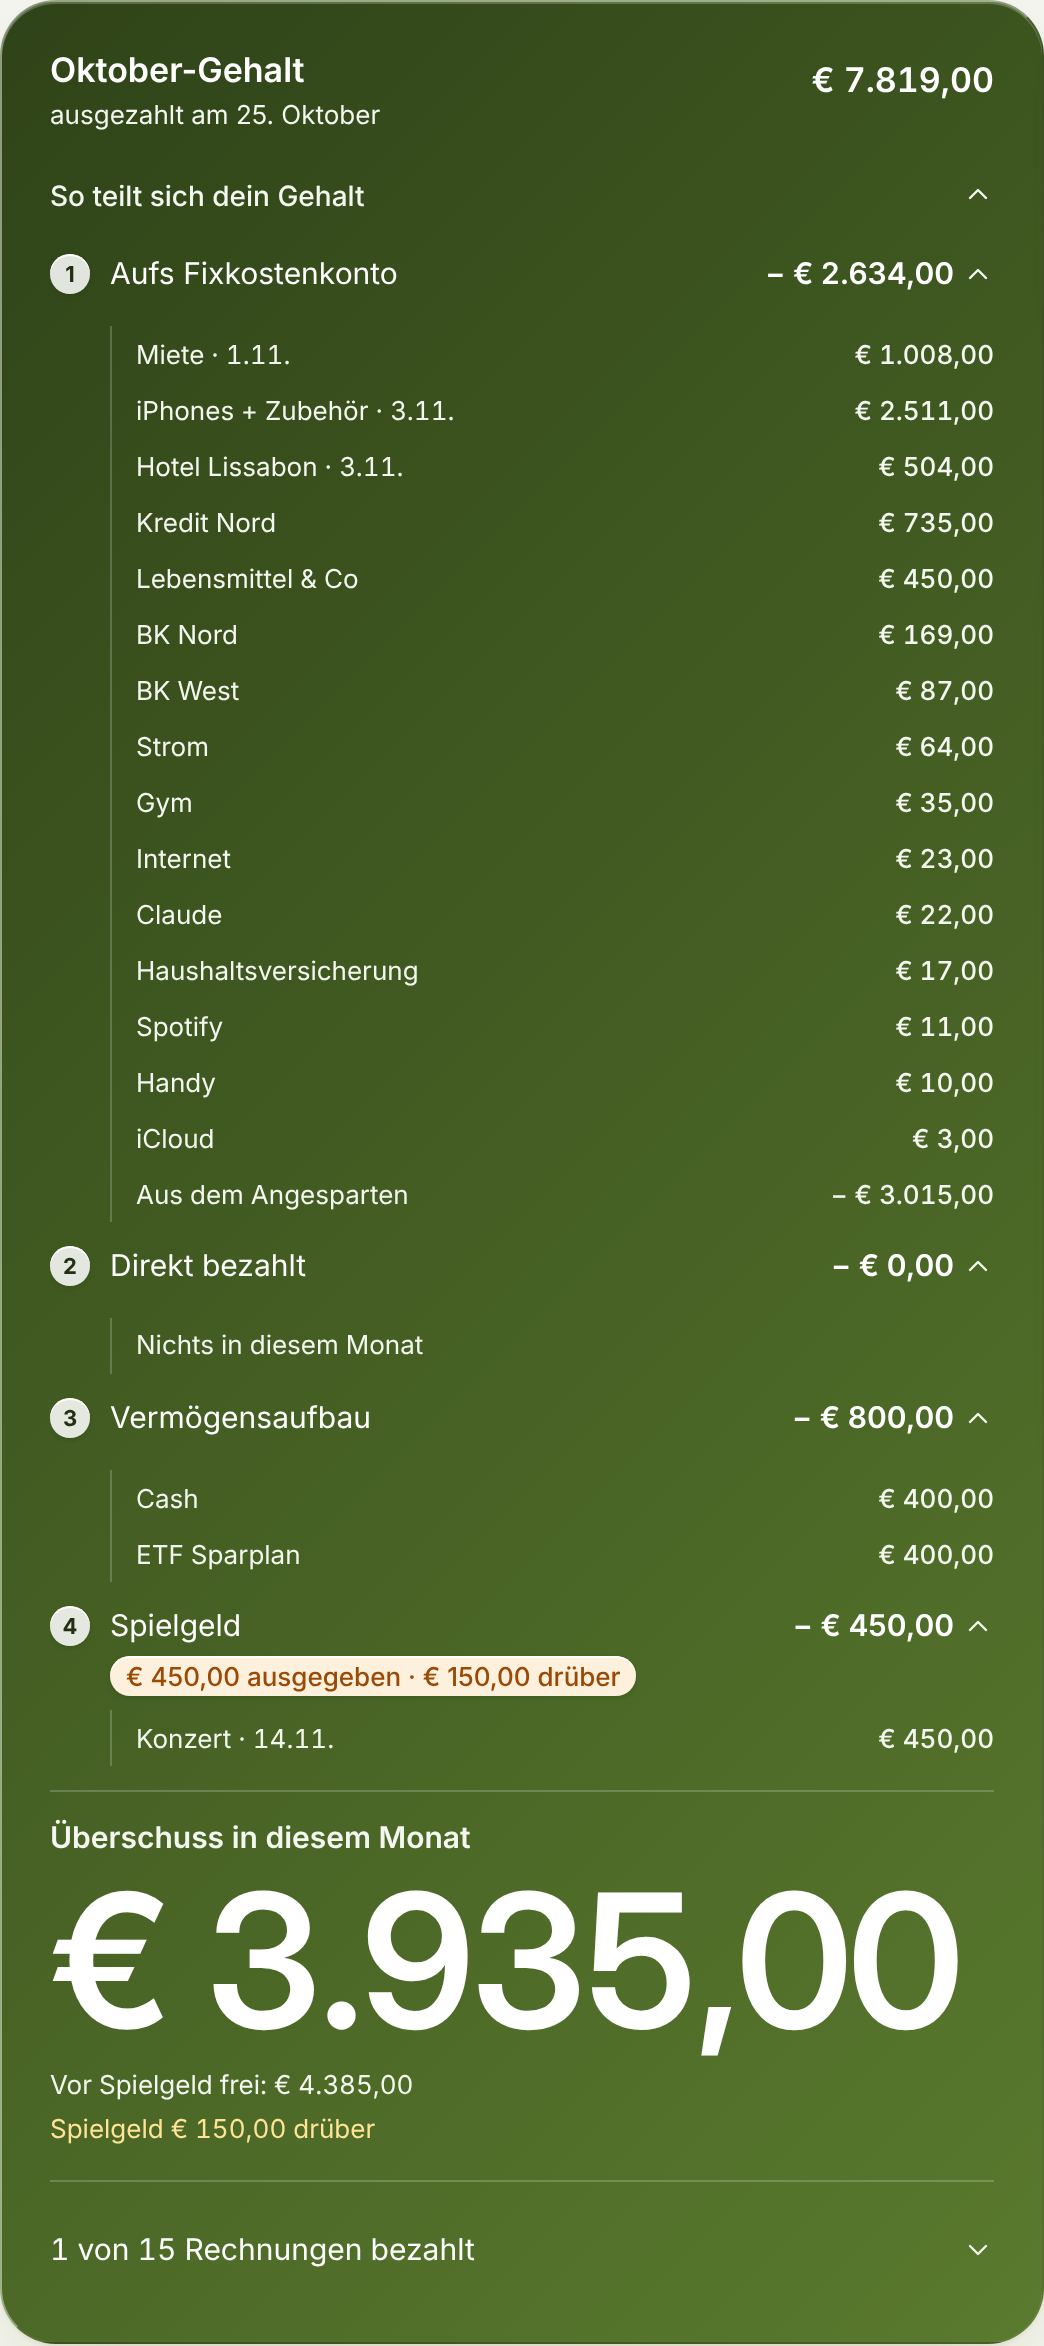 Oktober-Gehalt
€ 7.819,00
ausgezahlt am 25. Oktober
So teilt sich dein Gehalt
1 Aufs Fixkostenkonto – € 2.634,00
Miete · 1.11. € 1.008,00
iPhones + Zubehör · 3.11. € 2.511,00
Hotel Lissabon · 3.11. € 504,00
Kredit Nord € 735,00
Lebensmittel & Co € 450,00
BK Nord € 169,00
BK West € 87,00
Strom € 64,00
Gym € 35,00
Internet € 23,00
Claude € 22,00
Haushaltsversicherung € 17,00
Spotify € 11,00
Handy € 10,00
iCloud € 3,00
Aus dem Angesparten – € 3.015,00
2 Direkt bezahlt – € 0,00
Nichts in diesem Monat
3 Vermögensaufbau – € 800,00
Cash € 400,00
ETF Sparplan € 400,00
4 Spielgeld – € 450,00
€ 450,00 ausgegeben · € 150,00 drüber
Konzert · 14.11. € 450,00
Überschuss in diesem Monat
€ 3.935,00
Vor Spielgeld frei: € 4.385,00
Spielgeld € 150,00 drüber
1 von 15 Rechnungen bezahlt